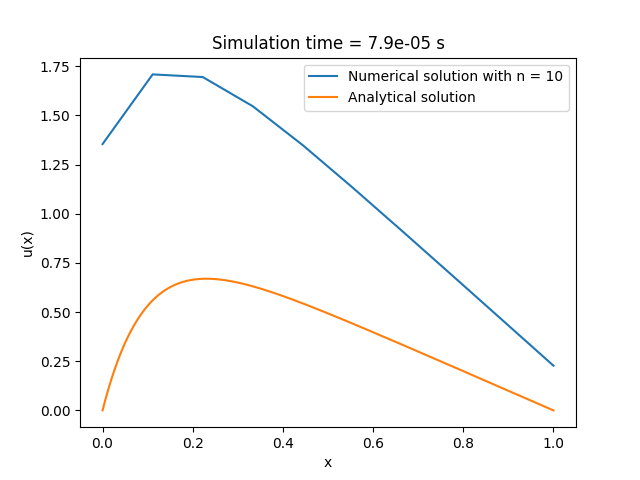 Simulation time = 7.9e-05 s
Numerical solution with n = 10
Analytical solution
1.75
1.50
1.25
1.00
0.75
0.50
0.25
0.00
u(x)
0.0 0.2 0.4 0.6 0.8 1.0
x